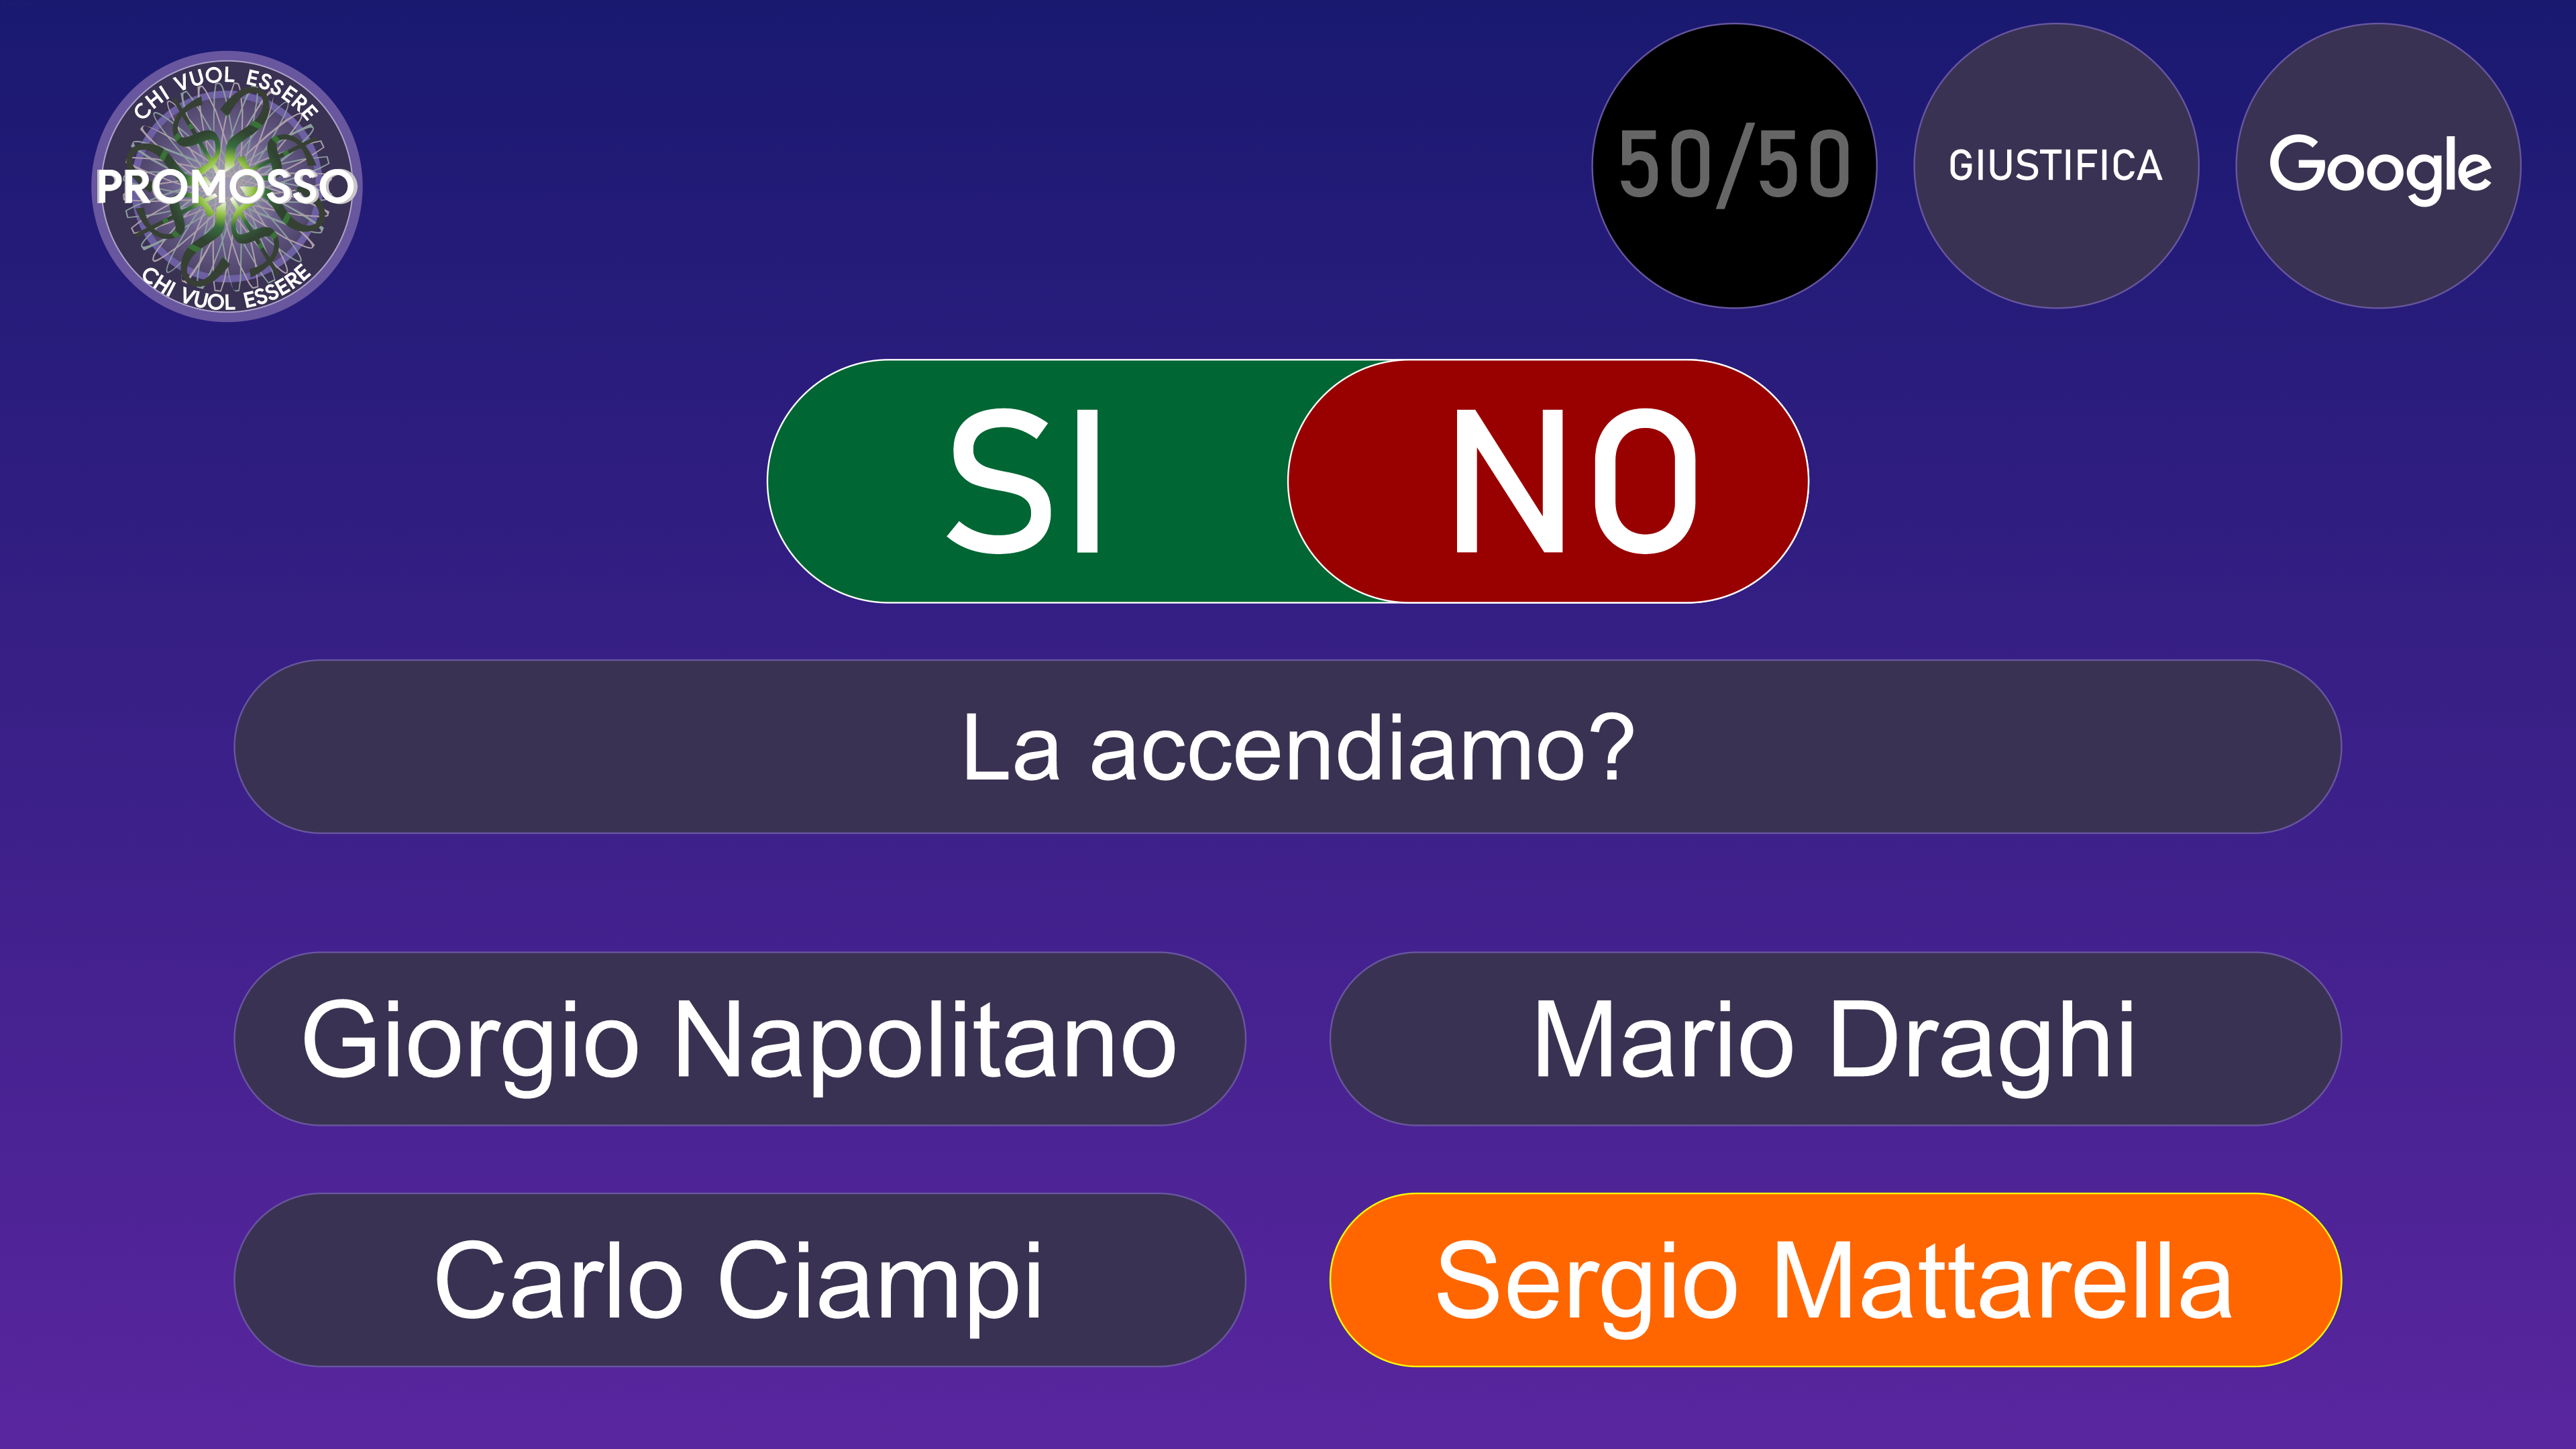 CHI VUOL ESSERE
PROMOSSO
CHI VUOL ESSERE
50/50
GIUSTIFICA
Google
SI
NO
La accendiamo?
Giorgio Napolitano
Mario Draghi
Carlo Ciampi
Sergio Mattarella